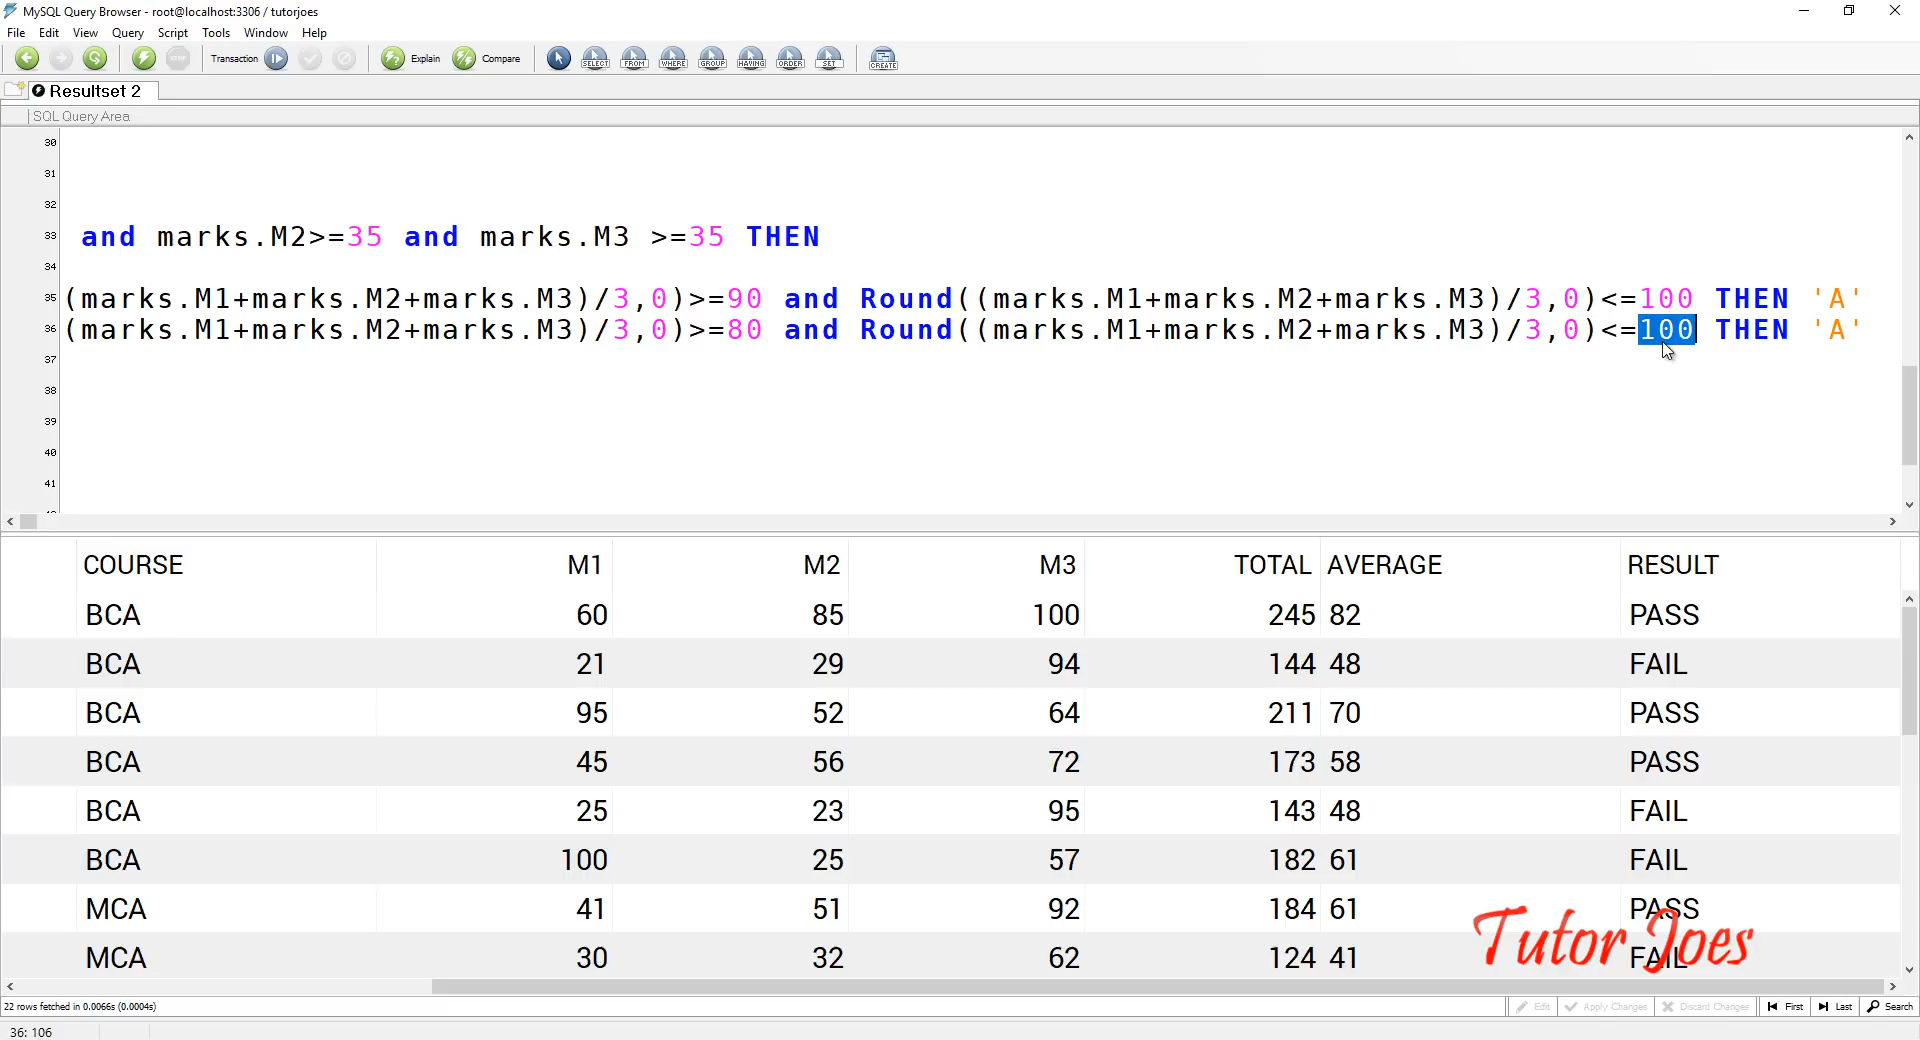 MySQL Query Browser - root@localhost:3306 / tutorjoes
File Edit View Query Script Tools Window Help
Transaction Explain Compare SELECT FROM WHERE GROUP HAVING ORDER SET CREATE
Resultset 2
SQL Query Area
30
31
32
33 and marks.M2>=35 and marks.M3 >=35 THEN
34
35 (marks.M1+marks.M2+marks.M3)/3,0)>=90 and Round((marks.M1+marks.M2+marks.M3)/3,0)<=100 THEN 'A'
36 (marks.M1+marks.M2+marks.M3)/3,0)>=80 and Round((marks.M1+marks.M2+marks.M3)/3,0)<=100 THEN 'A'
37
38
39
40
41
COURSE M1 M2 M3 TOTAL AVERAGE RESULT
BCA 60 85 100 245 82 PASS
BCA 21 29 94 144 48 FAIL
BCA 95 52 64 211 70 PASS
BCA 45 56 72 173 58 PASS
BCA 25 23 95 143 48 FAIL
BCA 100 25 57 182 61 FAIL
MCA 41 51 92 184 61 PASS
MCA 30 32 62 124 41 FAIL
Tutor Joes
22 rows fetched in 0.0066s (0.0004s) Edit Apply Changes Discard Changes First Last Search
36: 106